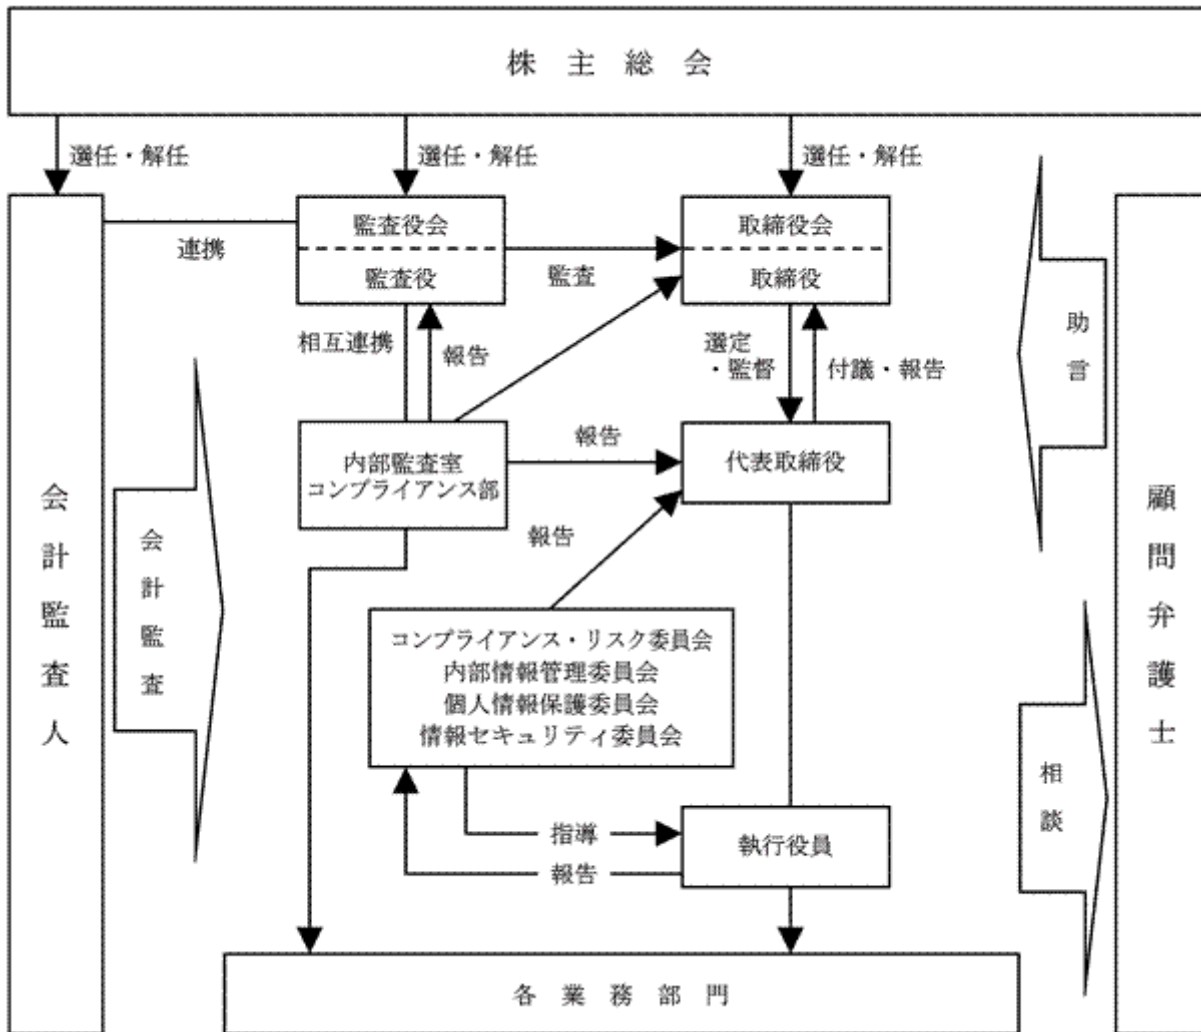 株主総会
選任・解任
選任・解任
選任・解任
監査役会
取締役会
連携
監査
監査役
取締役
助言
相互連携
報告
選定
・監督
付議・報告
報告
内部監査室
コンプライアンス部
代表取締役
会計監査人
会計監査
顧問弁護士
報告
コンプライアンス・リスク委員会
内部情報管理委員会
個人情報保護委員会
情報セキュリティ委員会
相談
指導
執行役員
報告
各業務部門